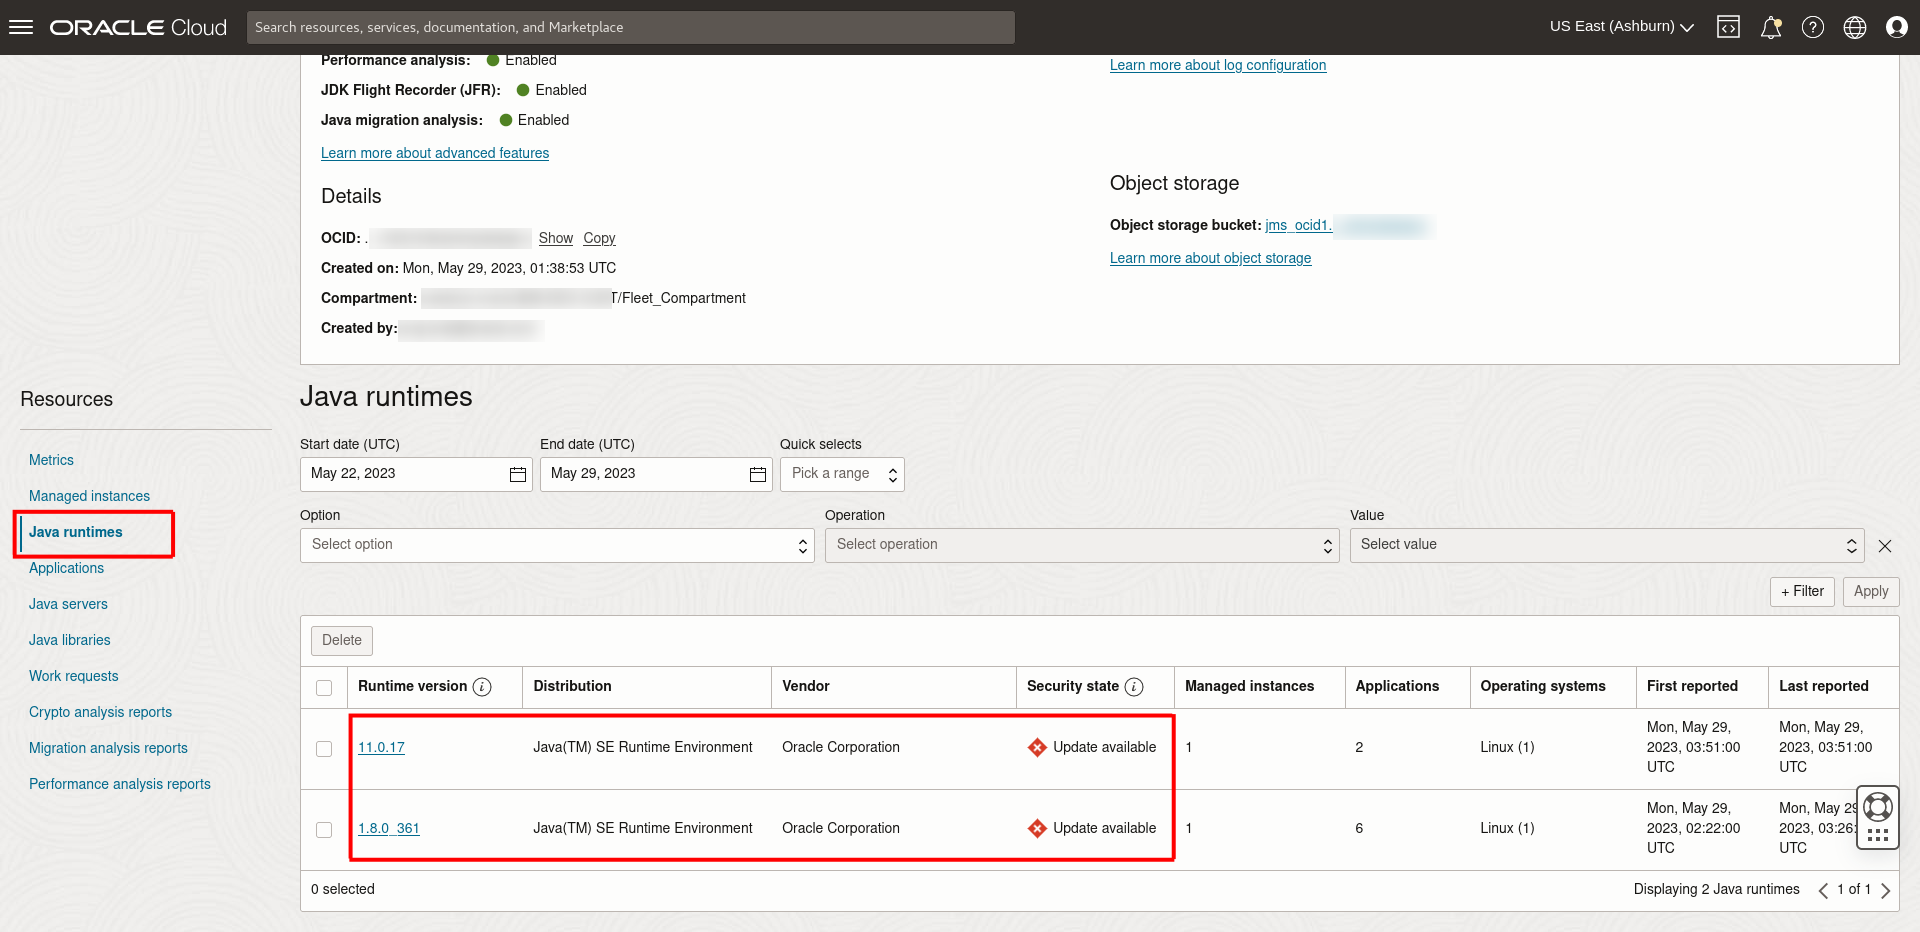 ORACLE Cloud
Search resources, services, documentation, and Marketplace
US East (Ashburn)
Performance analysis: Enabled
JDK Flight Recorder (JFR): Enabled
Java migration analysis: Enabled
Learn more about advanced features
Learn more about log configuration
Details
OCID: . Show Copy
Created on: Mon, May 29, 2023, 01:38:53 UTC
Compartment: T/Fleet_Compartment
Created by:
Object storage
Object storage bucket: jms_ocid1.
Learn more about object storage
Resources
Metrics
Managed instances
Java runtimes
Applications
Java servers
Java libraries
Work requests
Crypto analysis reports
Migration analysis reports
Performance analysis reports
Java runtimes
Start date (UTC) End date (UTC) Quick selects
May 22, 2023 May 29, 2023 Pick a range
Option Operation Value
Select option Select operation Select value
+ Filter Apply
Delete
Runtime version Distribution Vendor Security state Managed instances Applications Operating systems First reported Last reported
11.0.17 Java(TM) SE Runtime Environment Oracle Corporation Update available 1 2 Linux (1) Mon, May 29, 2023, 03:51:00 UTC Mon, May 29, 2023, 03:51:00 UTC
1.8.0_361 Java(TM) SE Runtime Environment Oracle Corporation Update available 1 6 Linux (1) Mon, May 29, 2023, 02:22:00 UTC Mon, May 29 2023, 03:26: UTC
0 selected
Displaying 2 Java runtimes 1 of 1